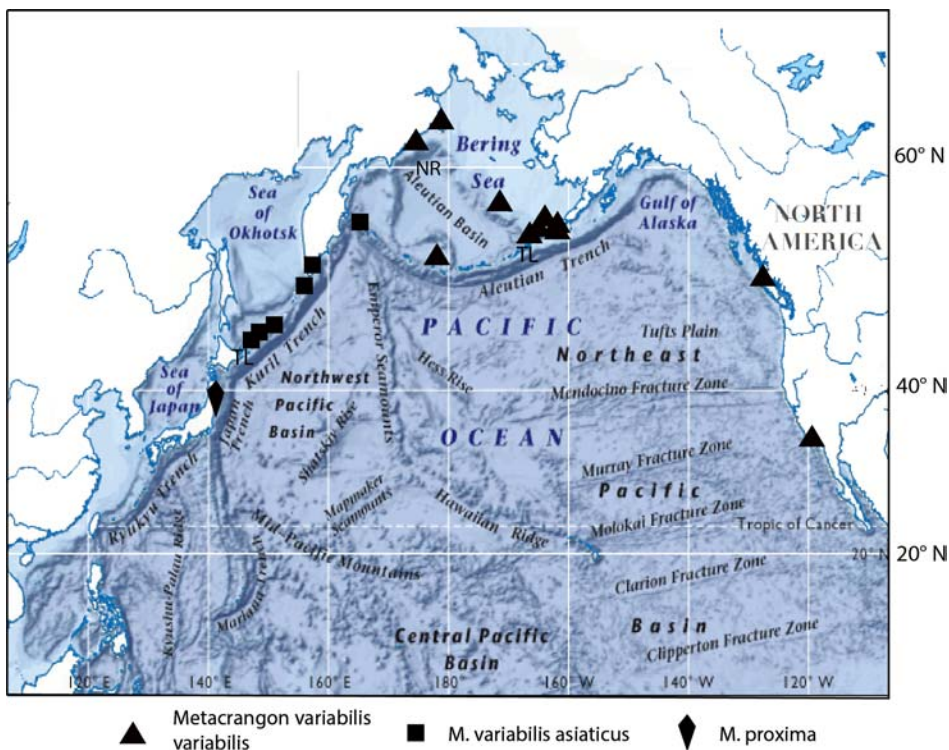 60° N
Bering
Sea
NR
Aleutian Basin
Sea
of
Okhotsk
Gulf of
Alaska
NORTH
AMERICA
TL
Aleutian Trench
PACIFIC
Emperor Seamounts
Tufts Plain
Northeast
Hess Rise
TL
Kuril Trench
Sea
of
Japan
Japan
Trench
Northwest
Pacific
Basin
Shatskiy Rise
Mendocino Fracture Zone
40° N
OCEAN
Murray Fracture Zone
Pacific
Mapmaker
Seamounts
Hawaiian Ridge
Molokai Fracture Zone
Tropic of Cancer
Ryukyu Trench
Kyushu-Palau Ridge
Mid-Pacific Mountains
20° N
20° N
Mariana Trench
Clarion Fracture Zone
Central Pacific
Basin
Basin
Clipperton Fracture Zone
120° E
140° E
160° E
180°
160° W
140° W
120° W
Metacrangon variabilis
variabilis
M. variabilis asiaticus
M. proxima